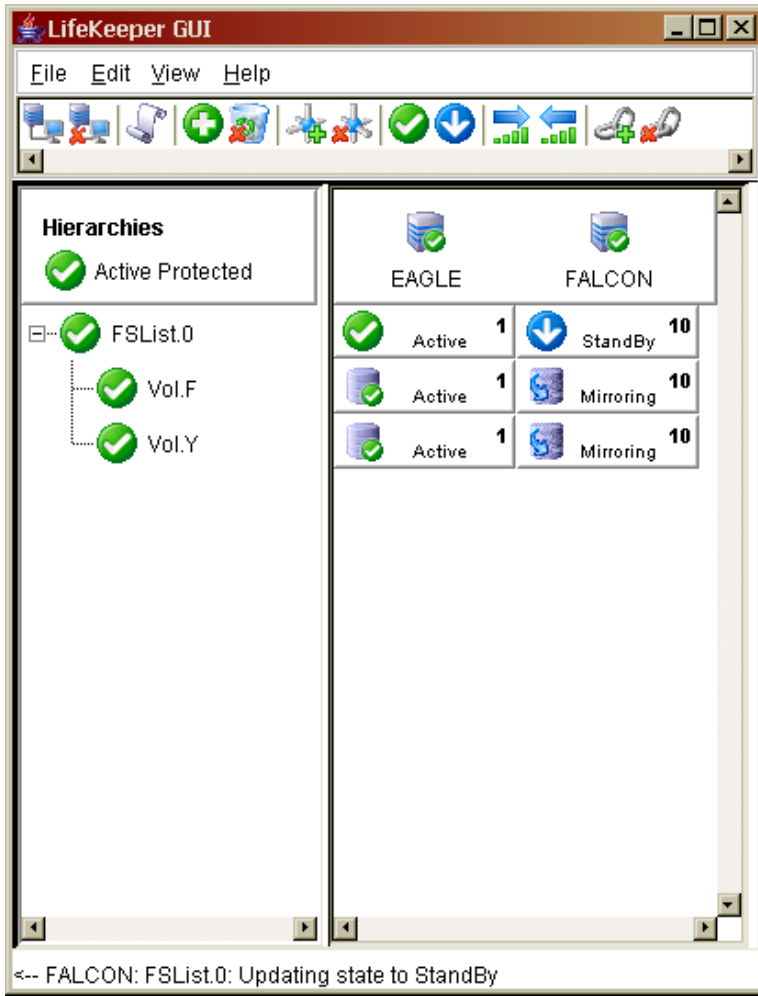 LifeKeeper GUI
File Edit View Help
Hierarchies
Active Protected
EAGLE FALCON
FSList.0
Active 1 StandBy 10
Vol.F
Active 1 Mirroring 10
Vol.Y
Active 1 Mirroring 10
<-- FALCON: FSList.0: Updating state to StandBy